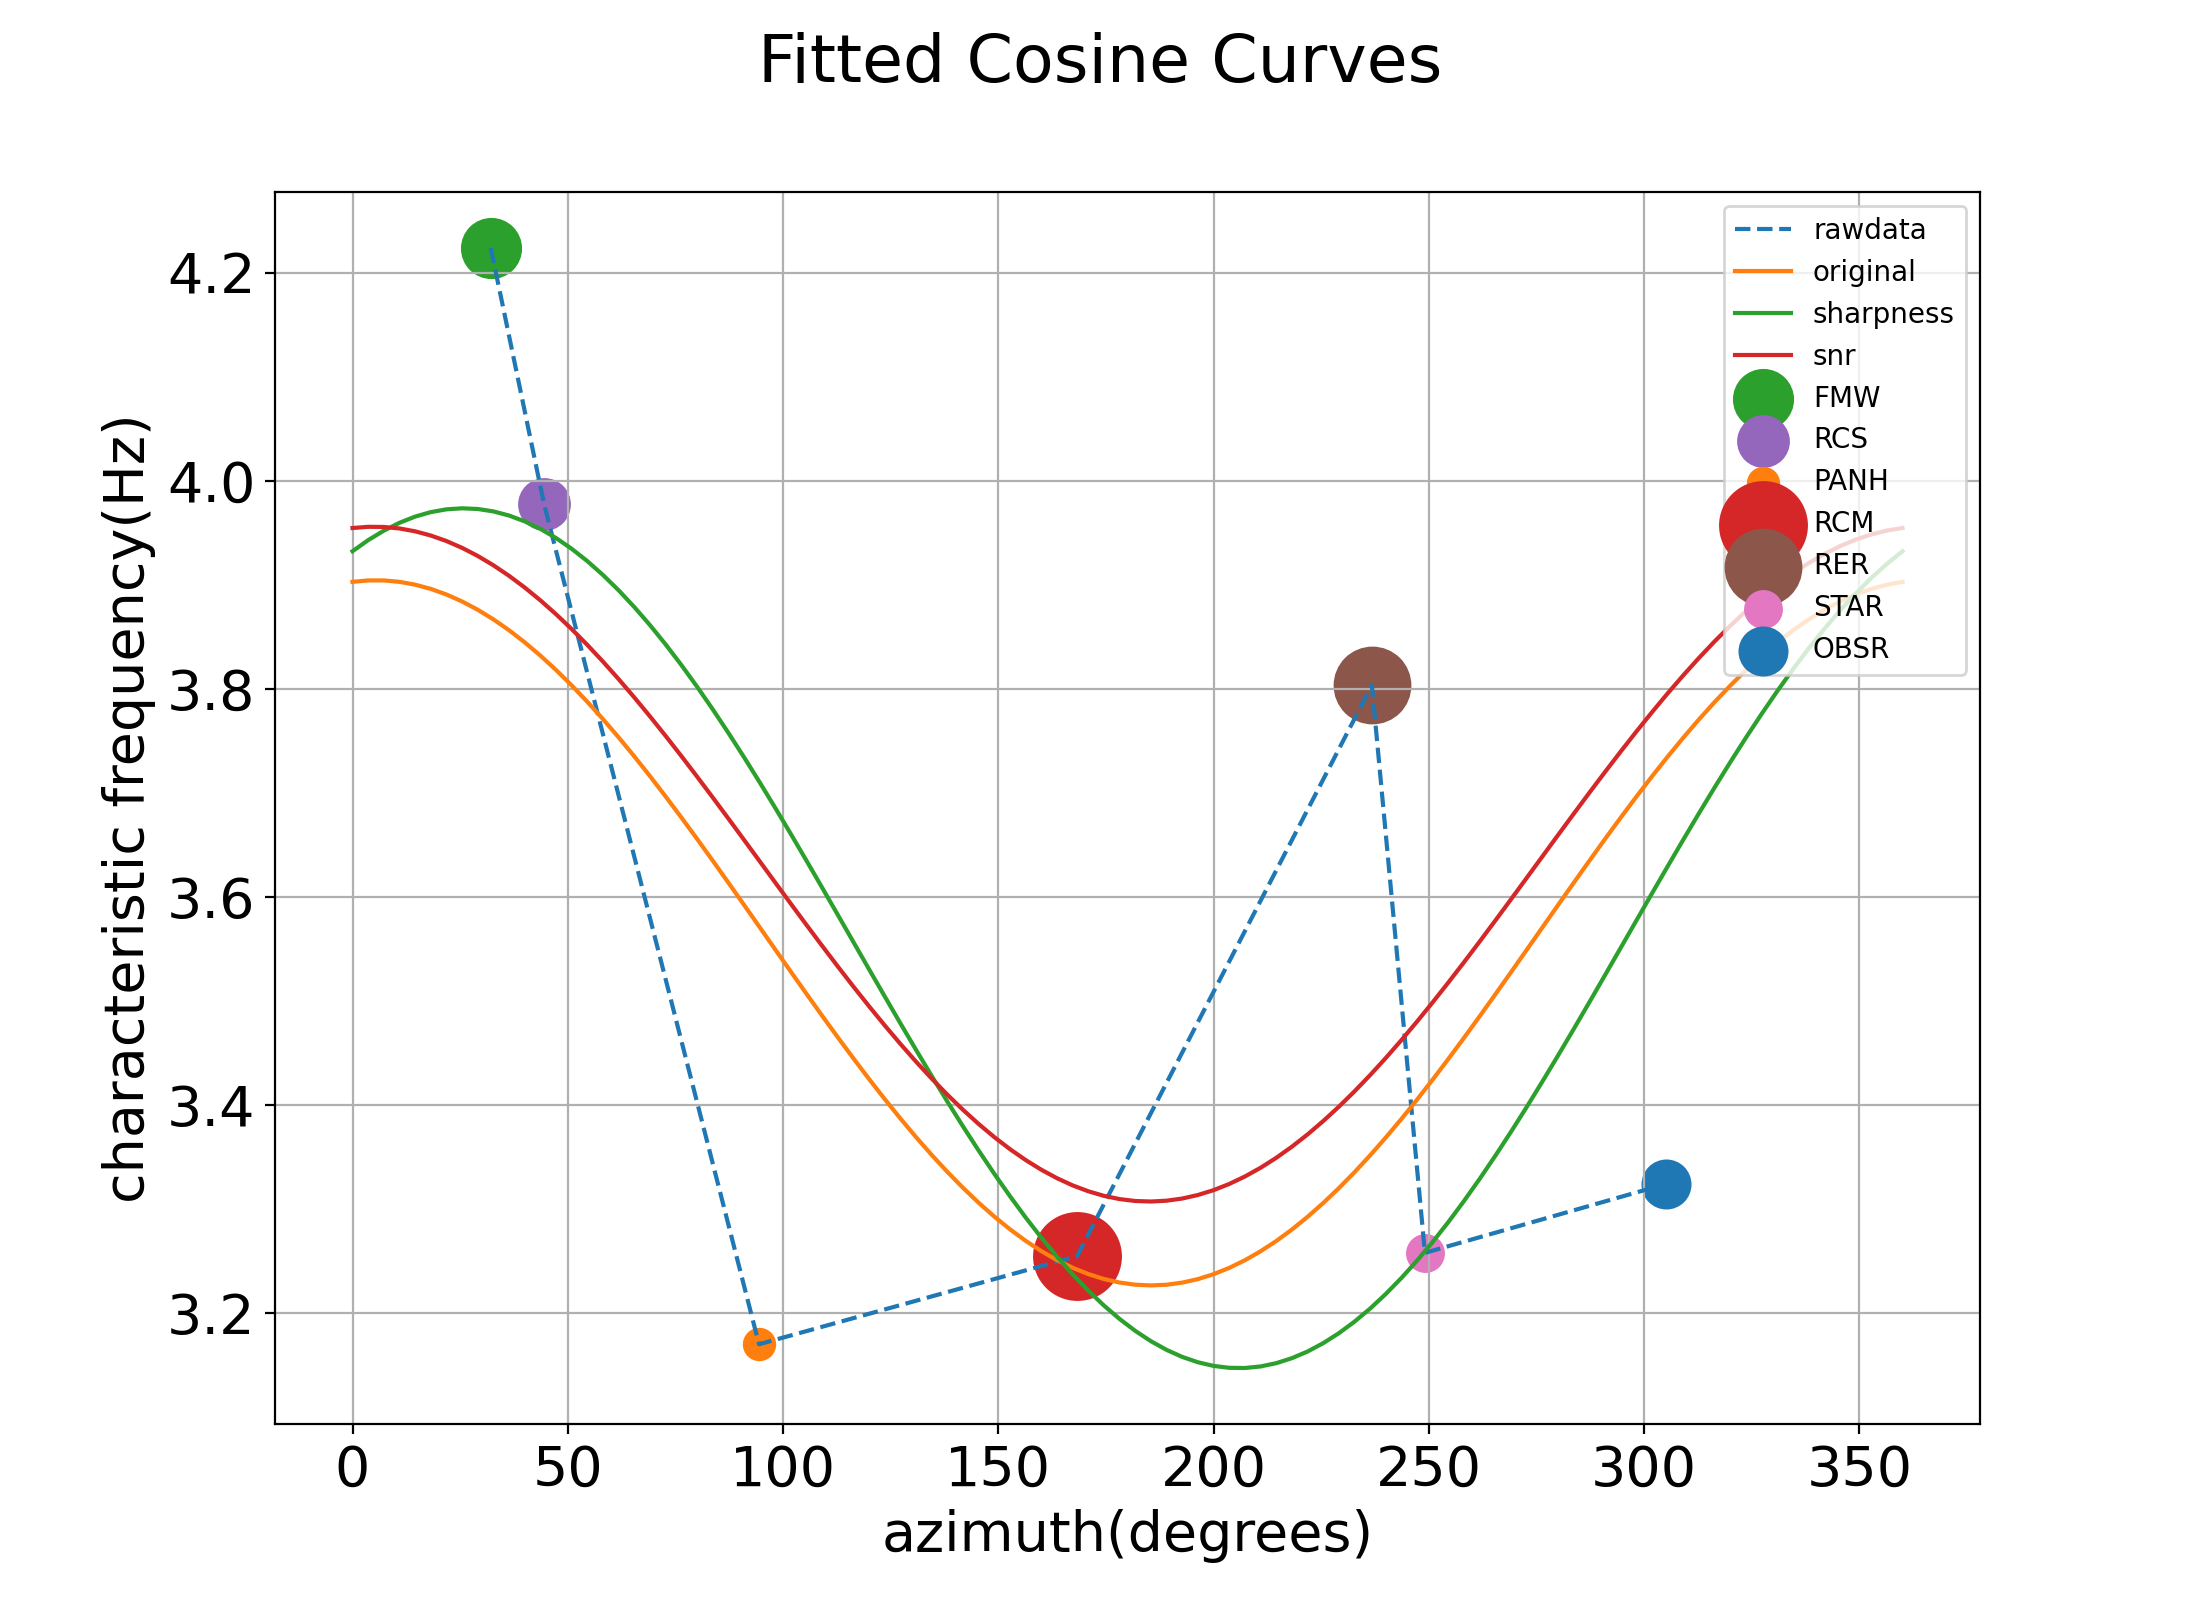 Fitted Cosine Curves
rawdata
original
sharpness
snr
FMW
RCS
PANH
RCM
RER
STAR
OBSR
characteristic frequency(Hz)
4.2
4.0
3.8
3.6
3.4
3.2
0 50 100 150 200 250 300 350
azimuth(degrees)